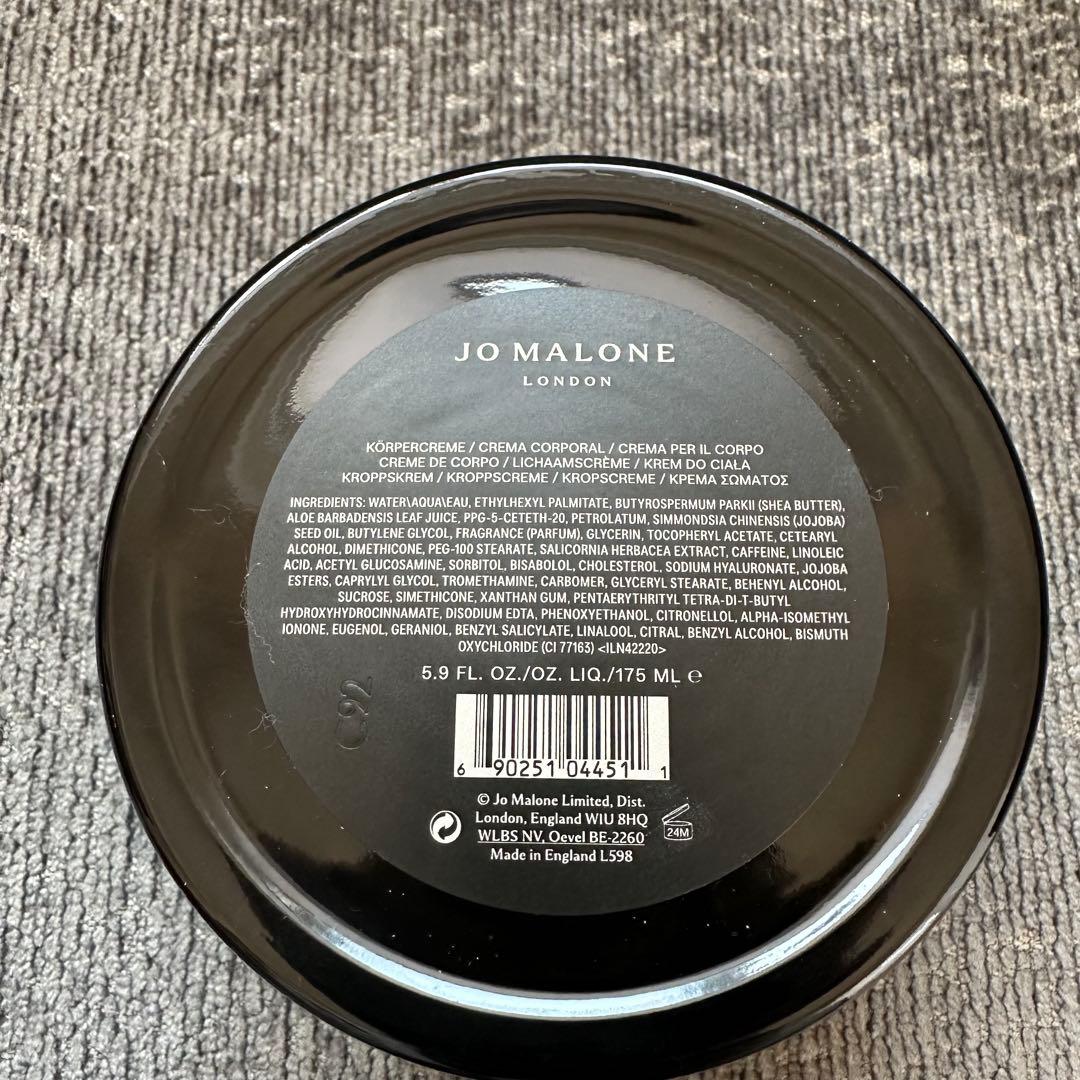 JO MALONE
LONDON
KÖRPERCREME / CREMA CORPORAL / CREMA PER IL CORPO
CREME DE CORPO / LICHAAMSCRÈME / KREM DO CIAŁA
KROPPSKREM / KROPPSCREME / KROPSCREME / ΚΡΕΜΑ ΣΩΜΑΤΟΣ
INGREDIENTS: WATER\AQUA\EAU, ETHYLHEXYL PALMITATE, BUTYROSPERMUM PARKII (SHEA BUTTER),
ALOE BARBADENSIS LEAF JUICE, PPG-5-CETETH-20, PETROLATUM, SIMMONDSIA CHINENSIS (JOJOBA)
SEED OIL, BUTYLENE GLYCOL, FRAGRANCE (PARFUM), GLYCERIN, TOCOPHERYL ACETATE, CETEARYL
ALCOHOL, DIMETHICONE, PEG-100 STEARATE, SALICORNIA HERBACEA EXTRACT, CAFFEINE, LINOLEIC
ACID, ACETYL GLUCOSAMINE, SORBITOL, BISABOLOL, CHOLESTEROL, SODIUM HYALURONATE, JOJOBA
ESTERS, CAPRYLYL GLYCOL, TROMETHAMINE, CARBOMER, GLYCERYL STEARATE, BEHENYL ALCOHOL,
SUCROSE, SIMETHICONE, XANTHAN GUM, PENTAERYTHRITYL TETRA-DI-T-BUTYL
HYDROXYHYDROCINNAMATE, DISODIUM EDTA, PHENOXYETHANOL, CITRONELLOL, ALPHA-ISOMETHYL
IONONE, EUGENOL, GERANIOL, BENZYL SALICYLATE, LINALOOL, CITRAL, BENZYL ALCOHOL, BISMUTH
OXYCHLORIDE (CI 77163) <ILN42220>
5.9 FL. OZ./OZ. LIQ./175 ML ℮
C92
6 90251 04451 1
© Jo Malone Limited, Dist.
London, England W1U 8HQ
WLBS NV, Oevel BE-2260
24M
Made in England L598